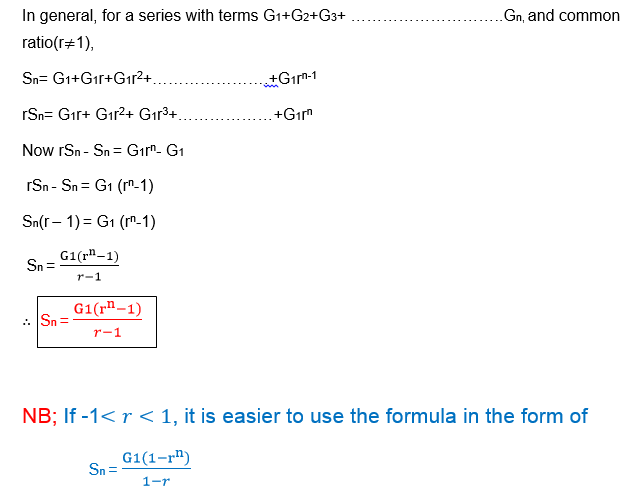 In general, for a series with terms G₁+G₂+G₃+ ..............................Gₙ, and common
ratio(r≠1),
Sₙ= G₁+G₁r+G₁r²+......................+G₁rⁿ⁻¹
rSₙ= G₁r+ G₁r²+ G₁r³+...................+G₁rⁿ
Now rSₙ - Sₙ = G₁rⁿ- G₁
rSₙ - Sₙ = G₁ (rⁿ-1)
Sₙ(r – 1) = G₁ (rⁿ-1)
Sₙ = G1(rⁿ−1)/r−1
∴ Sₙ = G1(rⁿ−1)/r−1
NB; If -1< r < 1, it is easier to use the formula in the form of
Sₙ = G1(1−rⁿ)/1−r